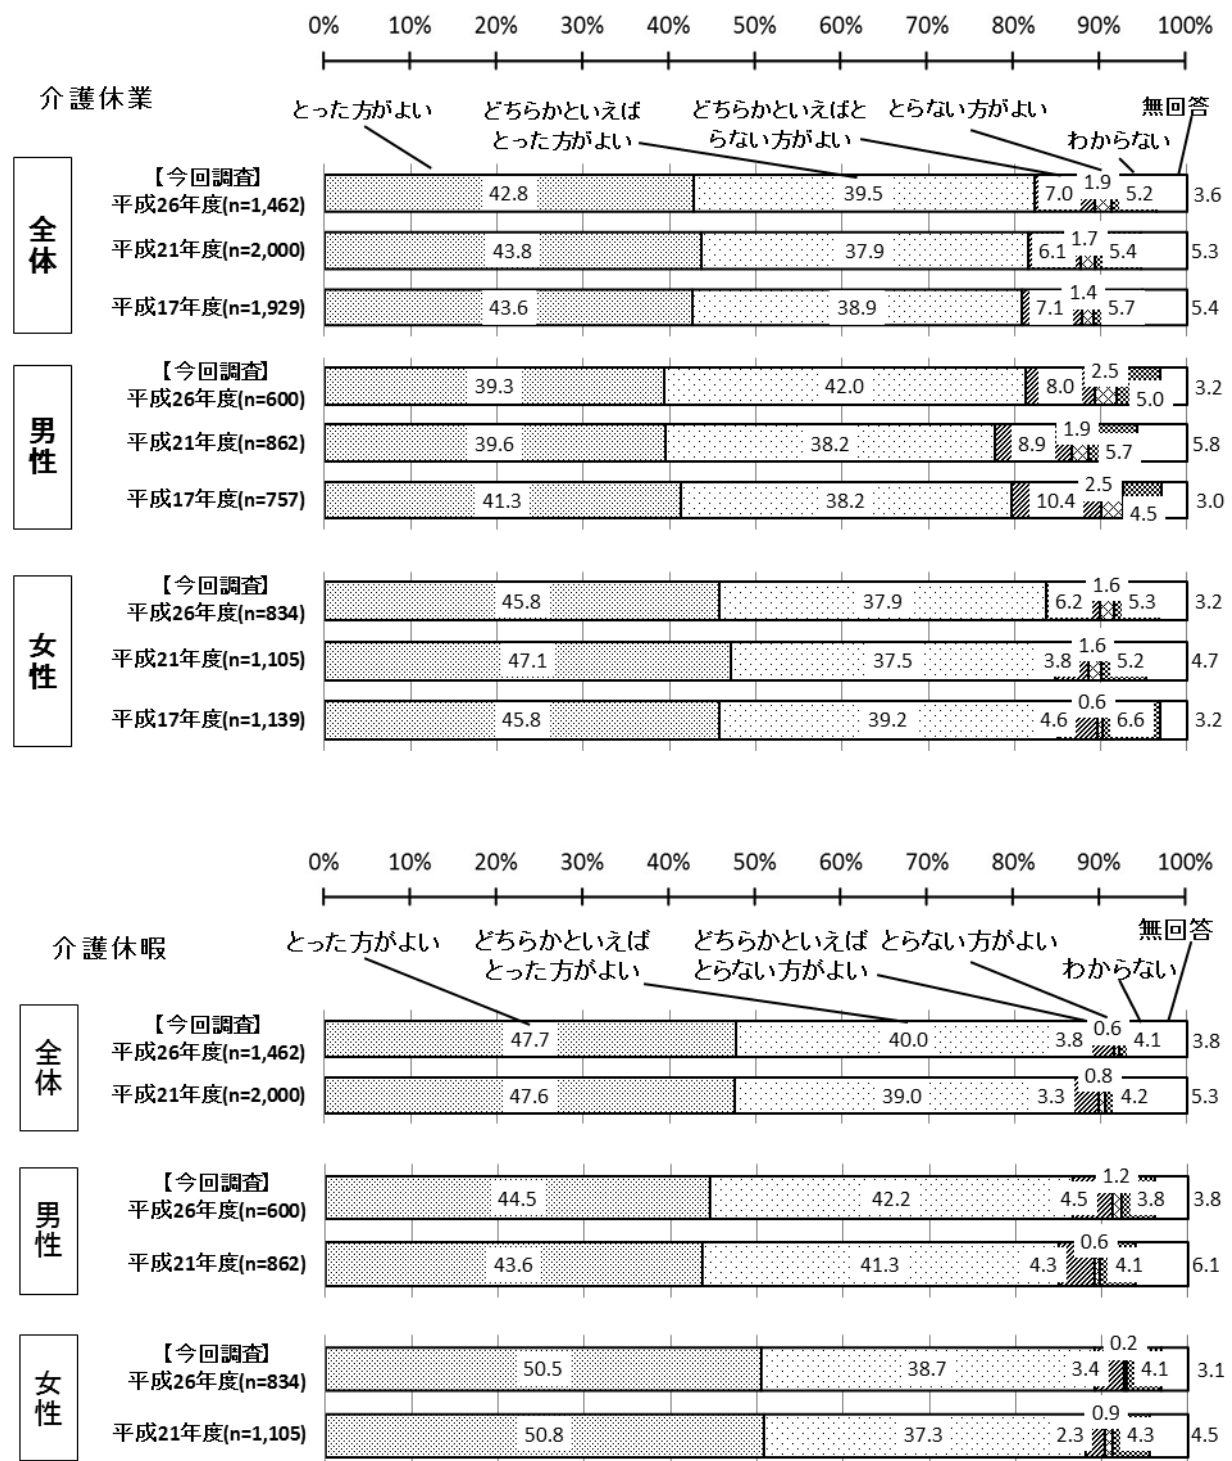 0% 10% 20% 30% 40% 50% 60% 70% 80% 90% 100%
介護休業
とった方がよい
どちらかといえば
とった方がよい
どちらかといえばと
らない方がよい
とらない方がよい
わからない
無回答
全体
【今回調査】
平成26年度(n=1,462) 42.8 39.5 7.0 1.9 5.2 3.6
平成21年度(n=2,000) 43.8 37.9 6.1 1.7 5.4 5.3
平成17年度(n=1,929) 43.6 38.9 7.1 1.4 5.7 5.4
男性
【今回調査】
平成26年度(n=600) 39.3 42.0 8.0 2.5 5.0 3.2
平成21年度(n=862) 39.6 38.2 8.9 1.9 5.7 5.8
平成17年度(n=757) 41.3 38.2 10.4 2.5 4.5 3.0
女性
【今回調査】
平成26年度(n=834) 45.8 37.9 6.2 1.6 5.3 3.2
平成21年度(n=1,105) 47.1 37.5 3.8 1.6 5.2 4.7
平成17年度(n=1,139) 45.8 39.2 4.6 0.6 6.6 3.2
0% 10% 20% 30% 40% 50% 60% 70% 80% 90% 100%
介護休暇
とった方がよい
どちらかといえば
とった方がよい
どちらかといえば
とらない方がよい
とらない方がよい
わからない
無回答
全体
【今回調査】
平成26年度(n=1,462) 47.7 40.0 3.8 0.6 4.1 3.8
平成21年度(n=2,000) 47.6 39.0 3.3 0.8 4.2 5.3
男性
【今回調査】
平成26年度(n=600) 44.5 42.2 4.5 1.2 3.8 3.8
平成21年度(n=862) 43.6 41.3 4.3 0.6 4.1 6.1
女性
【今回調査】
平成26年度(n=834) 50.5 38.7 3.4 0.2 4.1 3.1
平成21年度(n=1,105) 50.8 37.3 2.3 0.9 4.3 4.5